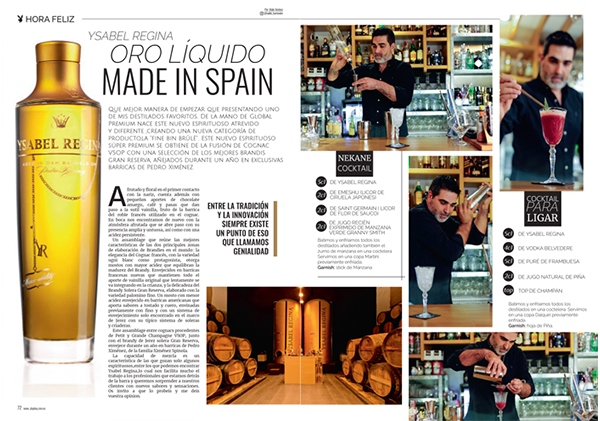 HORA FELIZ
YSABEL REGINA
ORO LÍQUIDO
MADE IN SPAIN
Que mejor manera de empezar que presentando uno
de mis destilados favoritos. De la mano de Global
Premium nace este nuevo espirituoso atrevido
y diferente, creando una nueva categoría de
producto:la "Fine Bin Brûlé". Este nuevo espirituoso
súper premium se obtiene de la fusión de Cognac
VSOP con una selección de los mejores brandis
gran reserva, añejados durante un año en exclusivas
barricas de Pedro Ximénez.
YSABEL REGINA
Afrutado y floral en el primer contacto
con la nariz, cuenta además con
pequeños aportes de chocolate
amargo, café y pasas que dan
paso a la sutil vainilla, fruto de la barrica
del roble francés utilizado en el cognac.
En boca nos encontramos de nuevo con la
atmósfera afrutada que se abre paso con su
presencia amplia y untuosa, así como con una
acidez persistente.
Un assamblage que reúne las mejores
características de las dos principales zonas
de elaboración de Brandies en el mundo: la
elegancia del Cognac francés, con la variedad
ugni blanc como protagonista, otorga
mostos con mayor acidez que equilibran la
madurez del Brandy. Envejecidos en barricas
francesas nuevas que mantienen todo el
aporte de vainilla original que lentamente se
va integrando en la crianza, y la delicadeza del
Brandy Solera Gran Reserva, elaborado con la
variedad palomino fino. Un mosto con menor
acidez envejecido en barricas americanas que
aporta sabores a tostado y cuero, envinadas
previamente con fino y con un sistema de
envejecimiento solo encontrado en el marco
de Jerez con su típico sistema de soleras
y criaderas.
Este assamblage entre cognacs procedentes
de Petit y Grande Champagne VSOP, junto
con el brandy de Jerez solera Gran Reserva,
envejece durante un año en barricas de Pedro
Ximénez, de la familia Ximénez Spínola.
La capacidad de mezcla es un
características de las que gozan algunos
espirituosos,entre los que podemos encontrar
Ysabel Regina,lo cual nos facilita mucho el
trabajo a los profesionales que estamos detrás
de la barra y queremos sorprender a nuestros
clientes con nuevos sabores y sensaciones.
Os invito a que lo probéis y me deis
vuestra opinión.
ENTRE LA TRADICIÓN
Y LA INNOVACIÓN
SIEMPRE EXISTE
UN PUNTO DE ESO
QUE LLAMAMOS
GENIALIDAD
YSABEL REGINA
NEKANE
COCKTAIL
5cl DE YSABEL REGINA
2cl DE EMESHU (LICOR DE
CIRUELA JAPONÉS)
2cl DE SAINT GERMAIN (LICOR
DE FLOR DE SAUCO)
2cl DE JUGO RECIÉN
EXPRIMIDO DE MANZANA
VERDE GRANNY SMITH
Batimos y enfriamos todos los
destilados añadiendo también el
zumo de manzana en una coctelera
Servimos en una copa Martini
previamente enfriada.
Garnish: stick de Manzana.
COCKTAIL
PARA
LIGAR
5cl DE YSABEL REGINA
4cl DE VODKA BELVEDERE
5cl DE PURÉ DE FRAMBUESA
2cl DE JUGO NATURAL DE PIÑA
top DE CHAMPÁN
Batimos y enfriamos todos los
destilados en una coctelera. Servimos
en una copa Daiquiri previamente
enfriada.
Garnish: hoja de Piña.
72